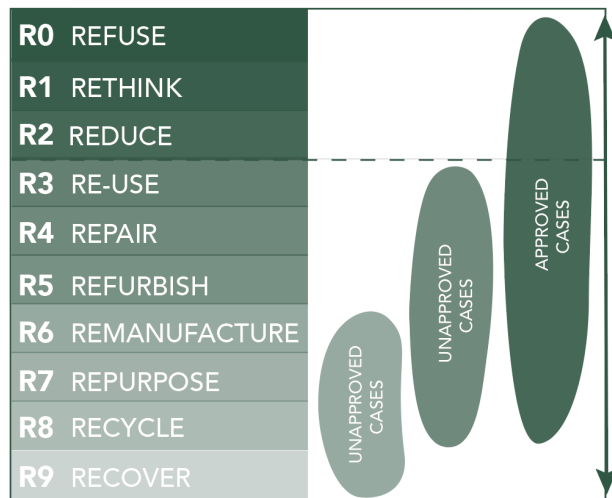 R0 REFUSE
R1 RETHINK
R2 REDUCE
R3 RE-USE
R4 REPAIR
R5 REFURBISH
R6 REMANUFACTURE
R7 REPURPOSE
R8 RECYCLE
R9 RECOVER
UNAPPROVED
CASES
UNAPPROVED
CASES
APPROVED
CASES